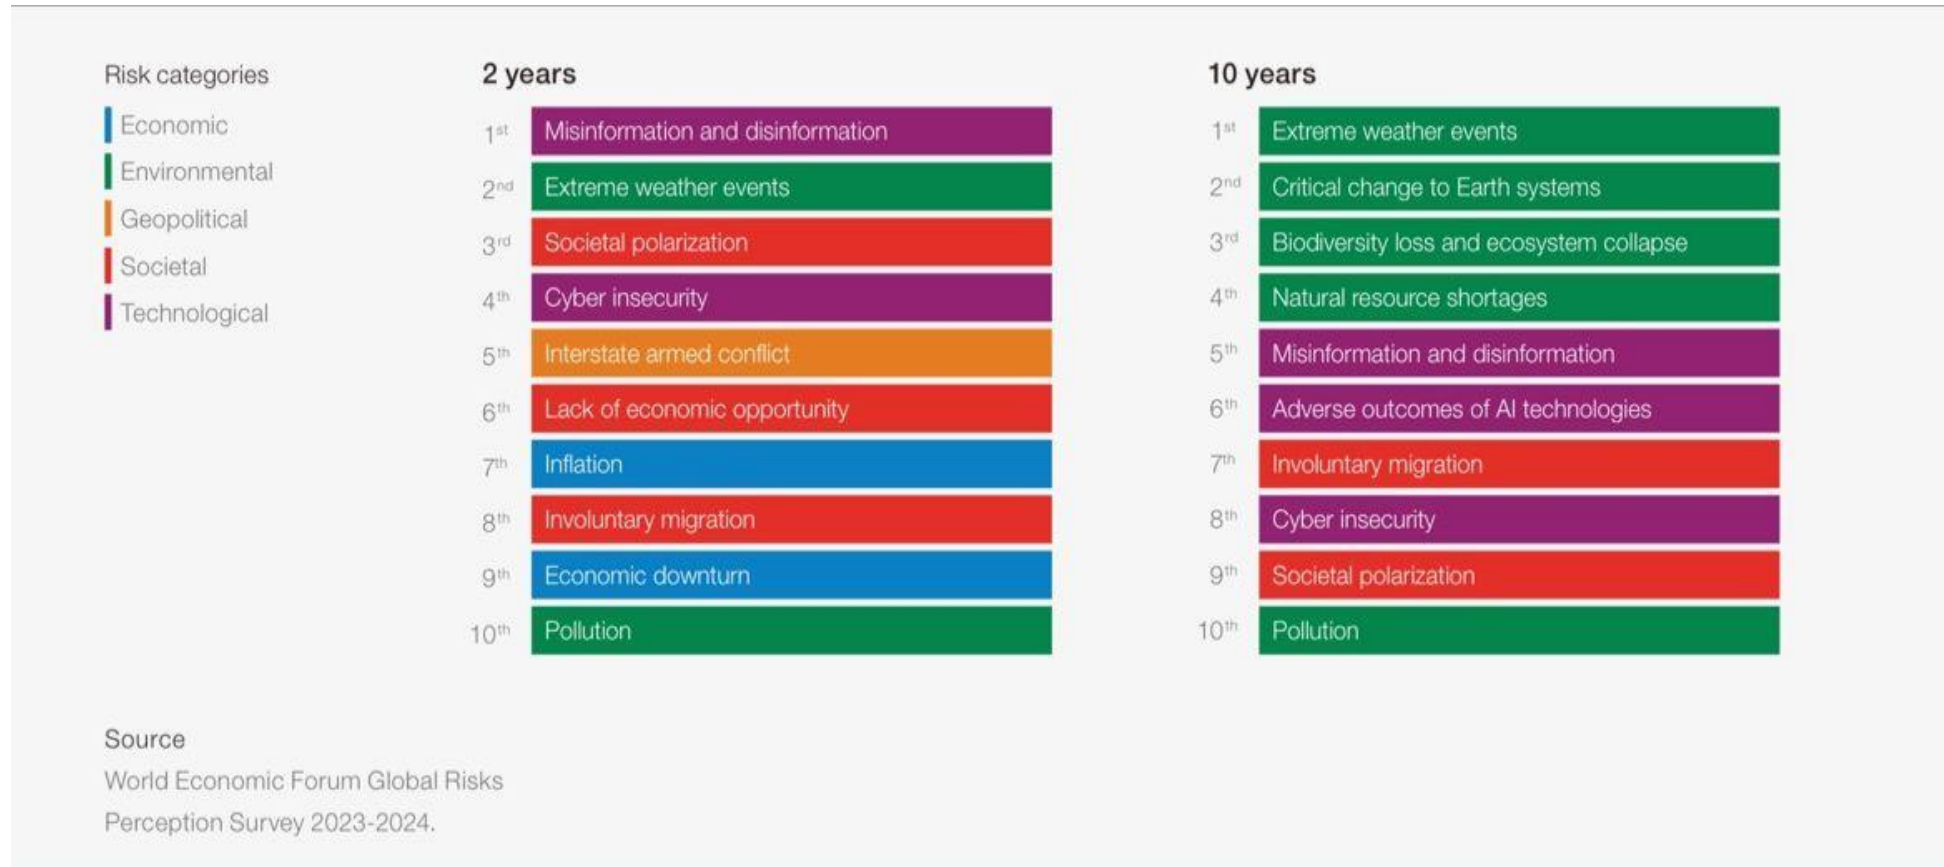 Risk categories
Economic
Environmental
Geopolitical
Societal
Technological
2 years
1st Misinformation and disinformation
2nd Extreme weather events
3rd Societal polarization
4th Cyber insecurity
5th Interstate armed conflict
6th Lack of economic opportunity
7th Inflation
8th Involuntary migration
9th Economic downturn
10th Pollution
10 years
1st Extreme weather events
2nd Critical change to Earth systems
3rd Biodiversity loss and ecosystem collapse
4th Natural resource shortages
5th Misinformation and disinformation
6th Adverse outcomes of AI technologies
7th Involuntary migration
8th Cyber insecurity
9th Societal polarization
10th Pollution
Source
World Economic Forum Global Risks
Perception Survey 2023-2024.